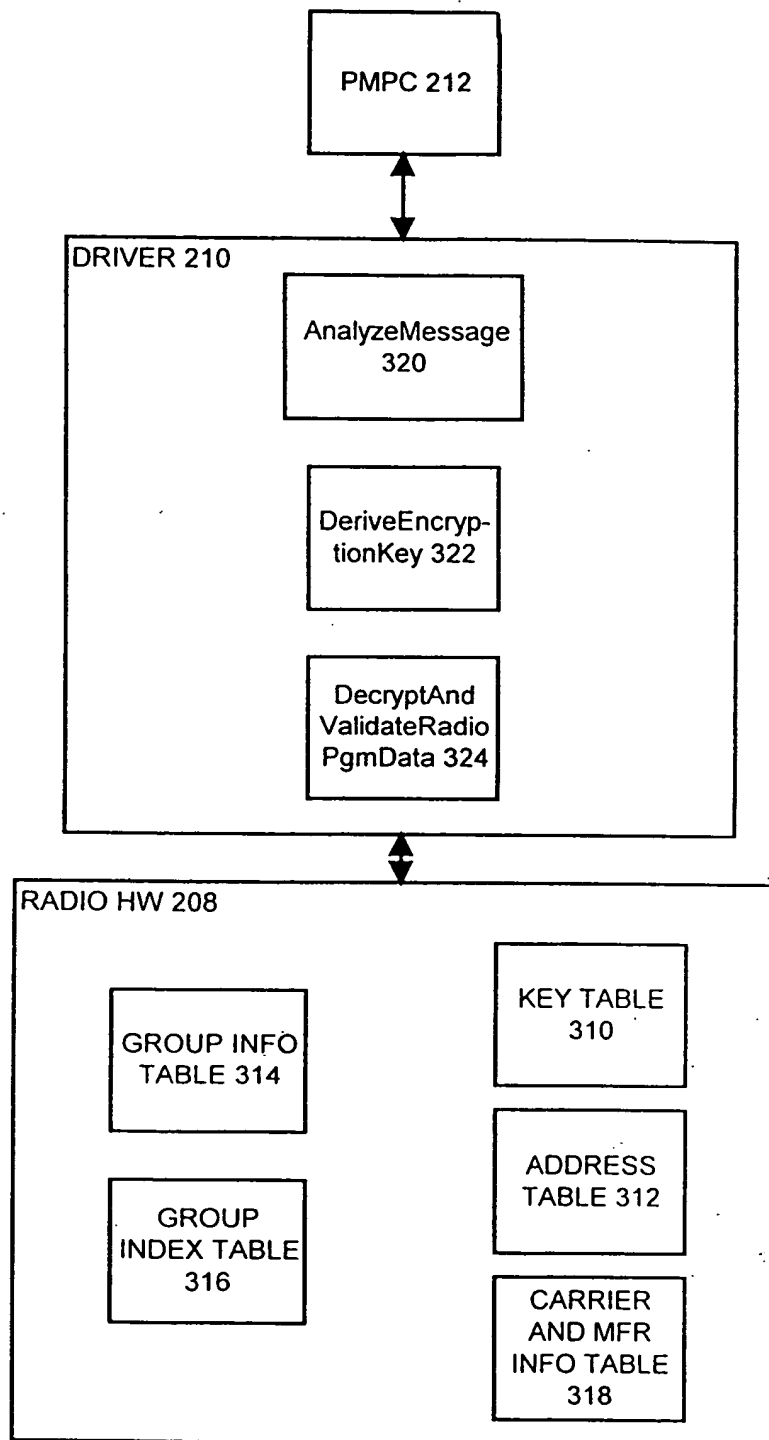 PMPC 212
DRIVER 210
AnalyzeMessage
320
DeriveEncryp-
tionKey 322
DecryptAnd
ValidateRadio
PgmData 324
RADIO HW 208
GROUP INFO
TABLE 314
GROUP
INDEX TABLE
316
KEY TABLE
310
ADDRESS
TABLE 312
CARRIER
AND MFR
INFO TABLE
318